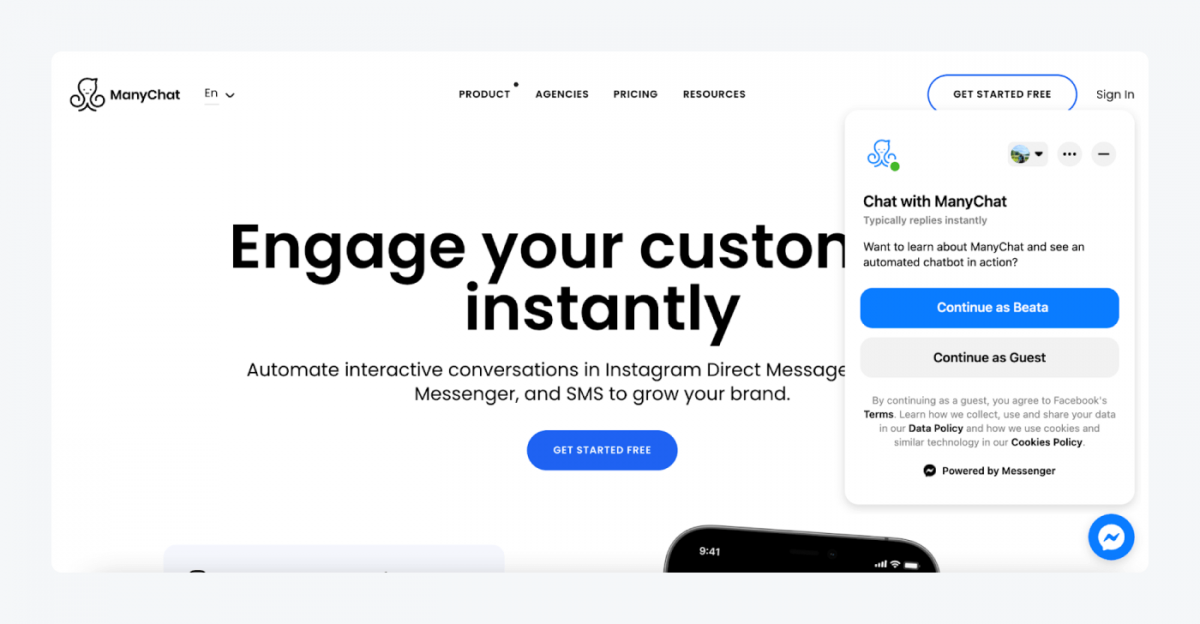 ManyChat
En
PRODUCT
AGENCIES
PRICING
RESOURCES
GET STARTED FREE
Sign In
Engage your custom
instantly
Automate interactive conversations in Instagram Direct Message
Messenger, and SMS to grow your brand.
GET STARTED FREE
Chat with ManyChat
Typically replies instantly
Want to learn about ManyChat and see an
automated chatbot in action?
Continue as Beata
Continue as Guest
By continuing as a guest, you agree to Facebook's
Terms. Learn how we collect, use and share your data
in our Data Policy and how we use cookies and
similar technology in our Cookies Policy.
Powered by Messenger
9:41